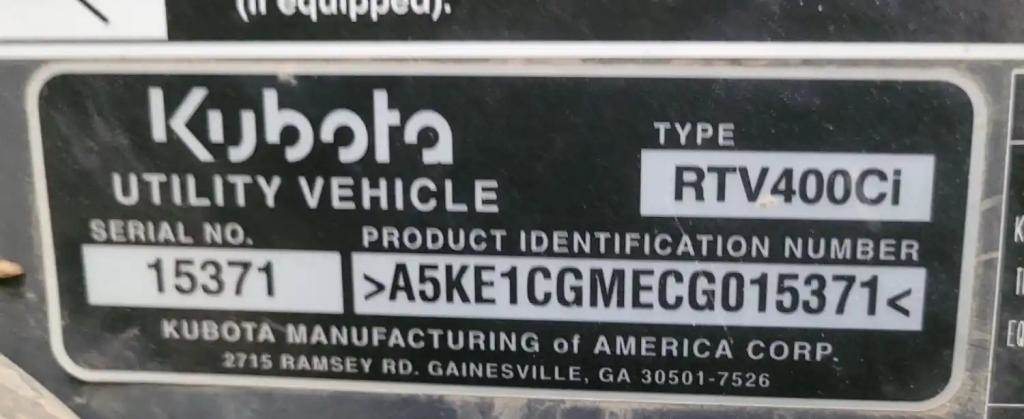 (if equipped).
Kubota
TYPE
UTILITY VEHICLE
RTV400Ci
SERIAL NO.
PRODUCT IDENTIFICATION NUMBER
15371
>A5KE1CGMECG015371<
KUBOTA MANUFACTURING of AMERICA CORP.
2715 RAMSEY RD. GAINESVILLE, GA 30501-7526